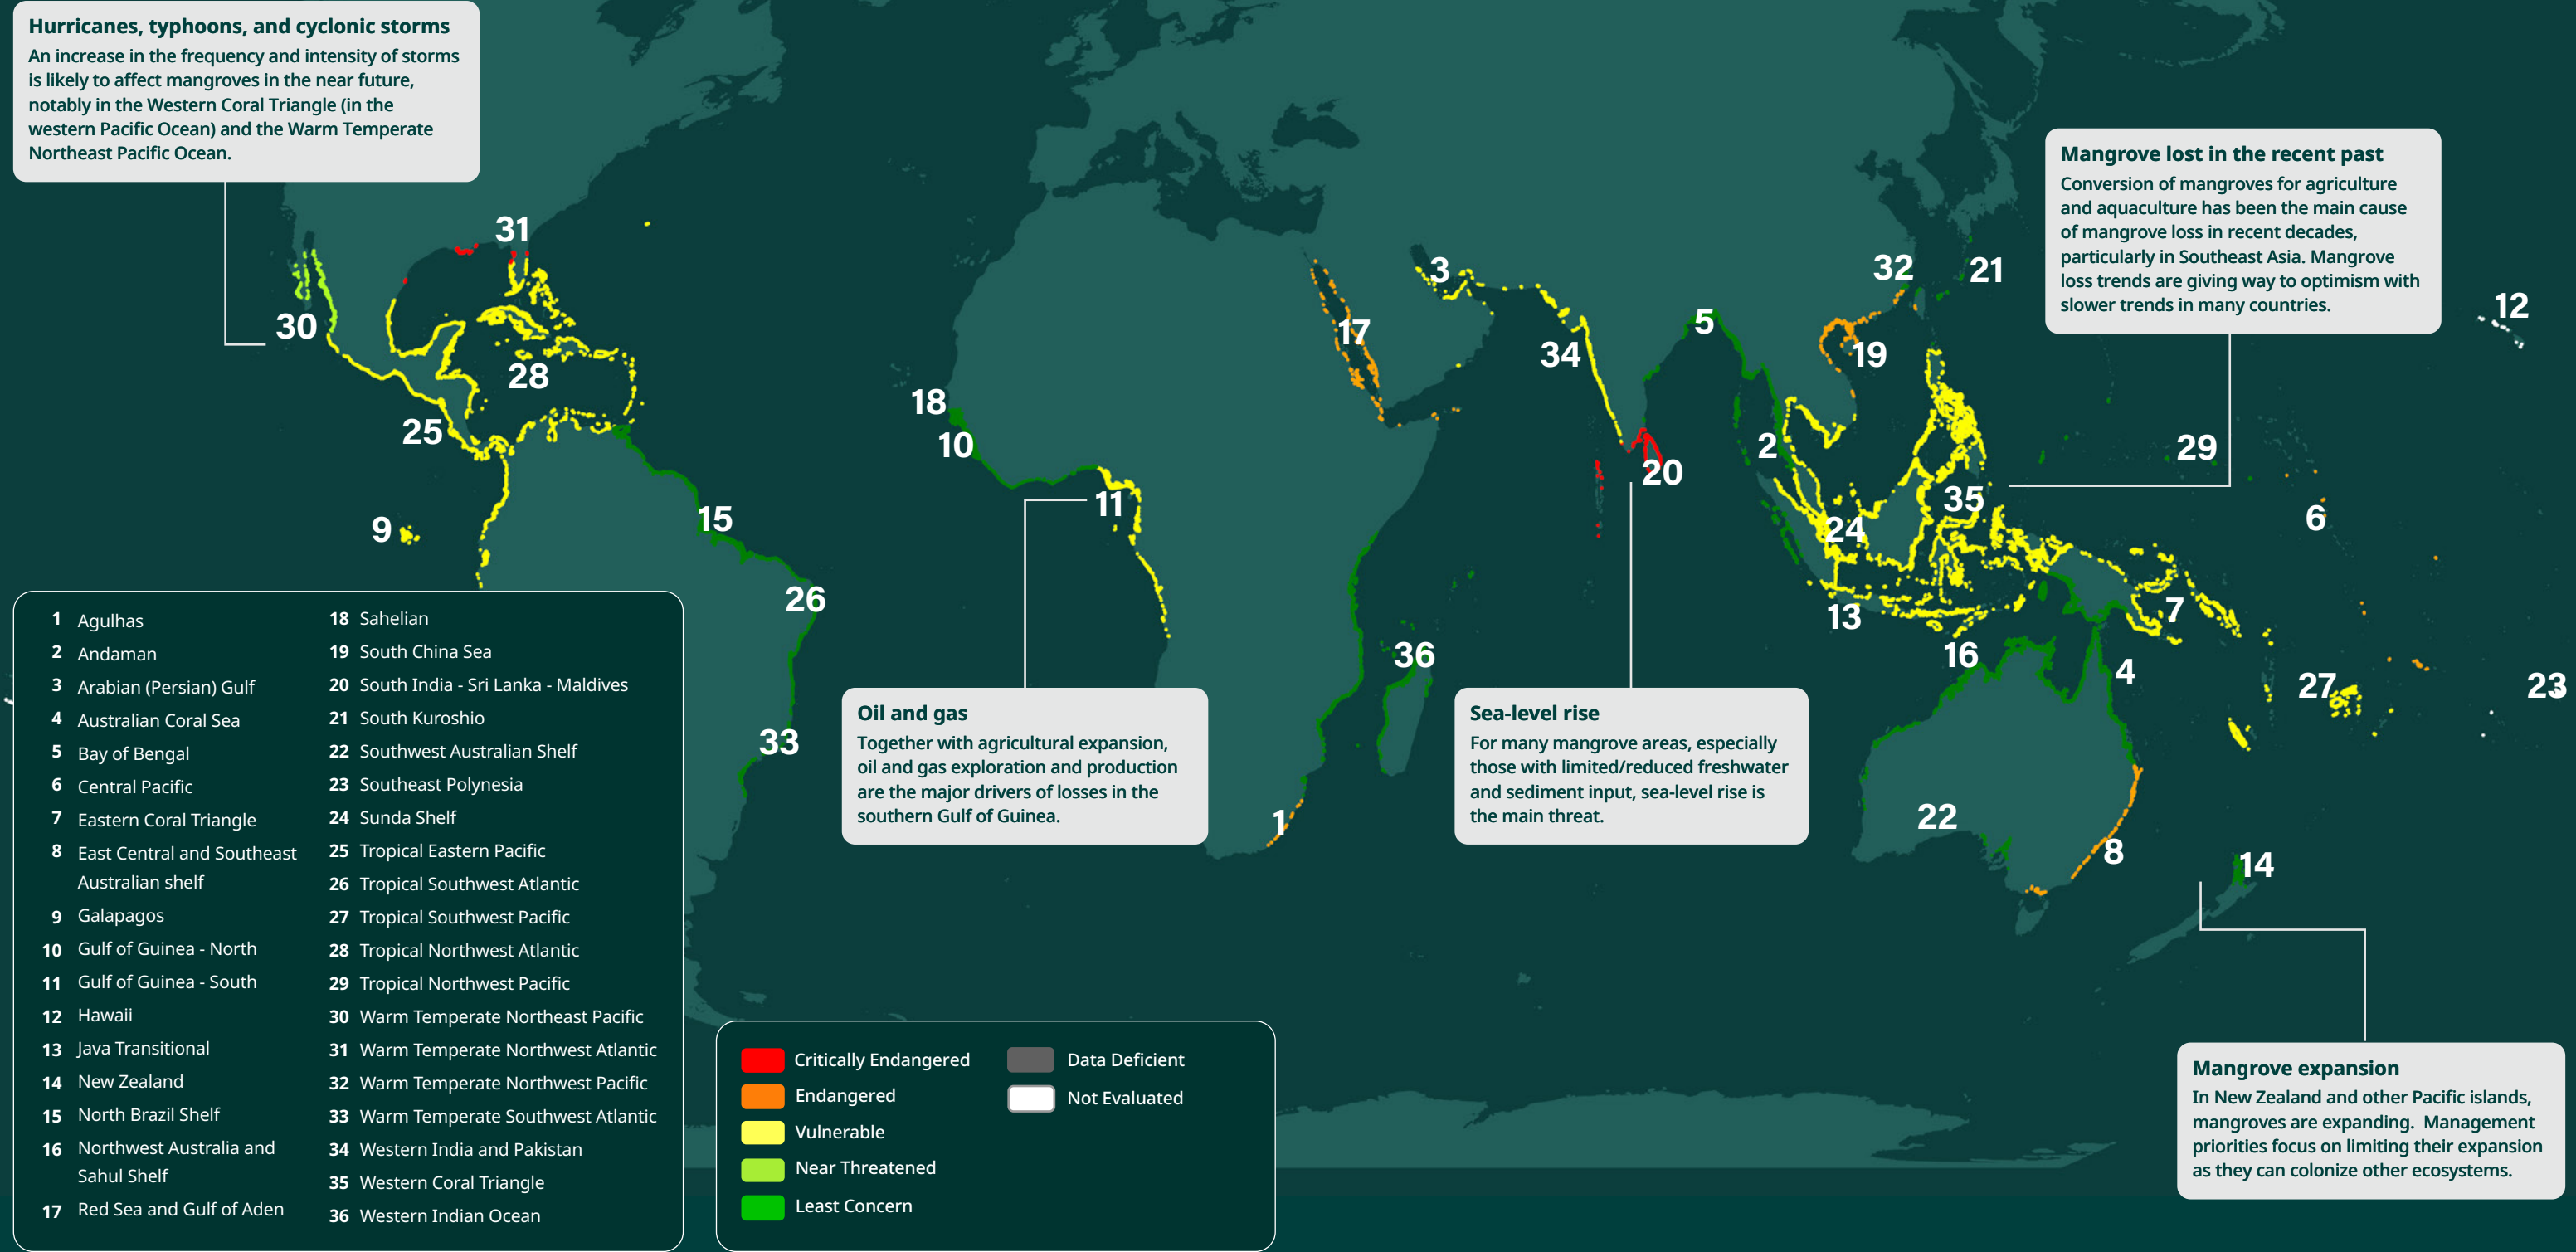 Hurricanes, typhoons, and cyclonic storms
An increase in the frequency and intensity of storms
is likely to affect mangroves in the near future,
notably in the Western Coral Triangle (in the
western Pacific Ocean) and the Warm Temperate
Northeast Pacific Ocean.
Mangrove lost in the recent past
Conversion of mangroves for agriculture
and aquaculture has been the main cause
of mangrove loss in recent decades,
particularly in Southeast Asia. Mangrove
loss trends are giving way to optimism with
slower trends in many countries.
31
30
28
25
9
15
26
33
18
10
11
17
3
34
5
20
2
32
21
19
12
29
35
24
6
13
7
16
36
4
27
23
22
1
8
14
Oil and gas
Together with agricultural expansion,
oil and gas exploration and production
are the major drivers of losses in the
southern Gulf of Guinea.
Sea-level rise
For many mangrove areas, especially
those with limited/reduced freshwater
and sediment input, sea-level rise is
the main threat.
Mangrove expansion
In New Zealand and other Pacific islands,
mangroves are expanding. Management
priorities focus on limiting their expansion
as they can colonize other ecosystems.
1 Agulhas
2 Andaman
3 Arabian (Persian) Gulf
4 Australian Coral Sea
5 Bay of Bengal
6 Central Pacific
7 Eastern Coral Triangle
8 East Central and Southeast
Australian shelf
9 Galapagos
10 Gulf of Guinea - North
11 Gulf of Guinea - South
12 Hawaii
13 Java Transitional
14 New Zealand
15 North Brazil Shelf
16 Northwest Australia and
Sahul Shelf
17 Red Sea and Gulf of Aden
18 Sahelian
19 South China Sea
20 South India - Sri Lanka - Maldives
21 South Kuroshio
22 Southwest Australian Shelf
23 Southeast Polynesia
24 Sunda Shelf
25 Tropical Eastern Pacific
26 Tropical Southwest Atlantic
27 Tropical Southwest Pacific
28 Tropical Northwest Atlantic
29 Tropical Northwest Pacific
30 Warm Temperate Northeast Pacific
31 Warm Temperate Northwest Atlantic
32 Warm Temperate Northwest Pacific
33 Warm Temperate Southwest Atlantic
34 Western India and Pakistan
35 Western Coral Triangle
36 Western Indian Ocean
Critically Endangered
Endangered
Vulnerable
Near Threatened
Least Concern
Data Deficient
Not Evaluated